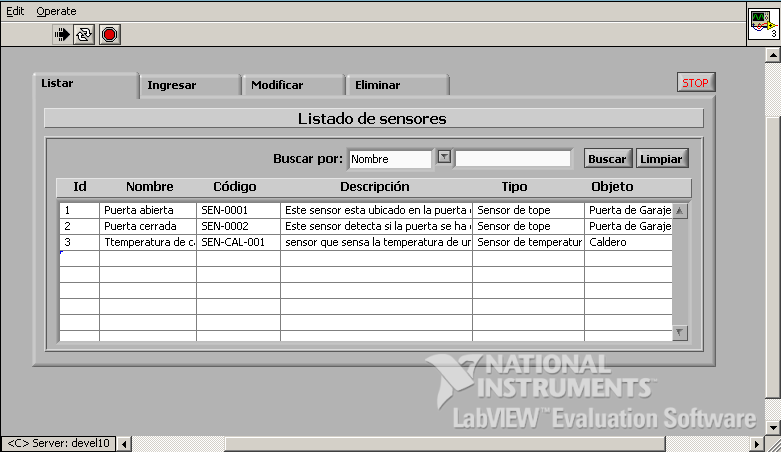 Edit Operate
3
Listar Ingresar Modificar Eliminar STOP
Listado de sensores
Buscar por: Nombre Buscar Limpiar
Id Nombre Código Descripción Tipo Objeto
1 Puerta abierta SEN-0001 Este sensor esta ubicado en la puerta Sensor de tope Puerta de Garaje
2 Puerta cerrada SEN-0002 Este sensor detecta si la puerta se ha Sensor de tope Puerta de Garaje
3 Ttemperatura de SEN-CAL-001 sensor que sensa la temperatura de Sensor de temperatur Caldero
NATIONAL
INSTRUMENTS
LabVIEW™ Evaluation Software
<C> Server: devel10